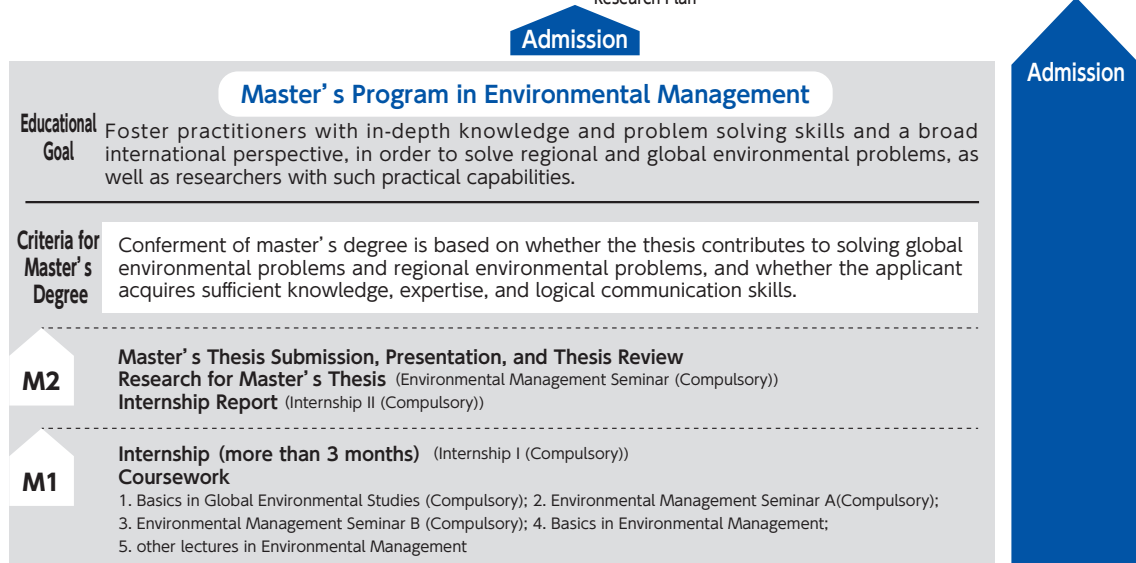 Research Plan
Admission
Admission
Master’s Program in Environmental Management
Educational
Goal
Foster practitioners with in-depth knowledge and problem solving skills and a broad
international perspective, in order to solve regional and global environmental problems, as
well as researchers with such practical capabilities.
Criteria for
Master’s
Degree
Conferment of master’s degree is based on whether the thesis contributes to solving global
environmental problems and regional environmental problems, and whether the applicant
acquires sufficient knowledge, expertise, and logical communication skills.
M2
Master’s Thesis Submission, Presentation, and Thesis Review
Research for Master’s Thesis (Environmental Management Seminar (Compulsory))
Internship Report (Internship II (Compulsory))
M1
Internship (more than 3 months) (Internship I (Compulsory))
Coursework
1. Basics in Global Environmental Studies (Compulsory); 2. Environmental Management Seminar A(Compulsory);
3. Environmental Management Seminar B (Compulsory); 4. Basics in Environmental Management;
5. other lectures in Environmental Management